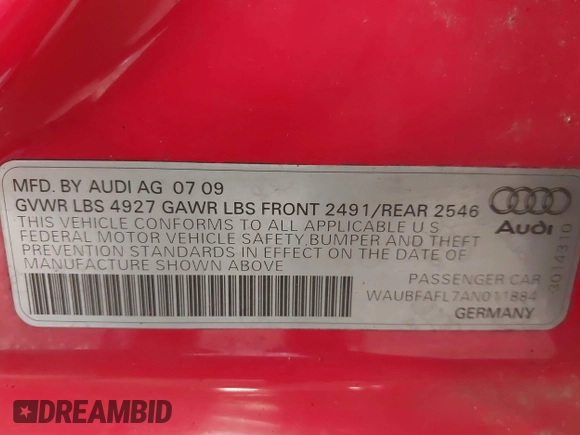 MFD. BY AUDI AG 07 09
GVWR LBS 4927 GAWR LBS FRONT 2491/REAR 2546
THIS VEHICLE CONFORMS TO ALL APPLICABLE U S
FEDERAL MOTOR VEHICLE SAFETY,BUMPER AND THEFT
PREVENTION STANDARDS IN EFFECT ON THE DATE OF
MANUFACTURE SHOWN ABOVE
PASSENGER CAR
WAUBFAFL7AN011884
GERMANY
Audi
3014310
DREAMBID